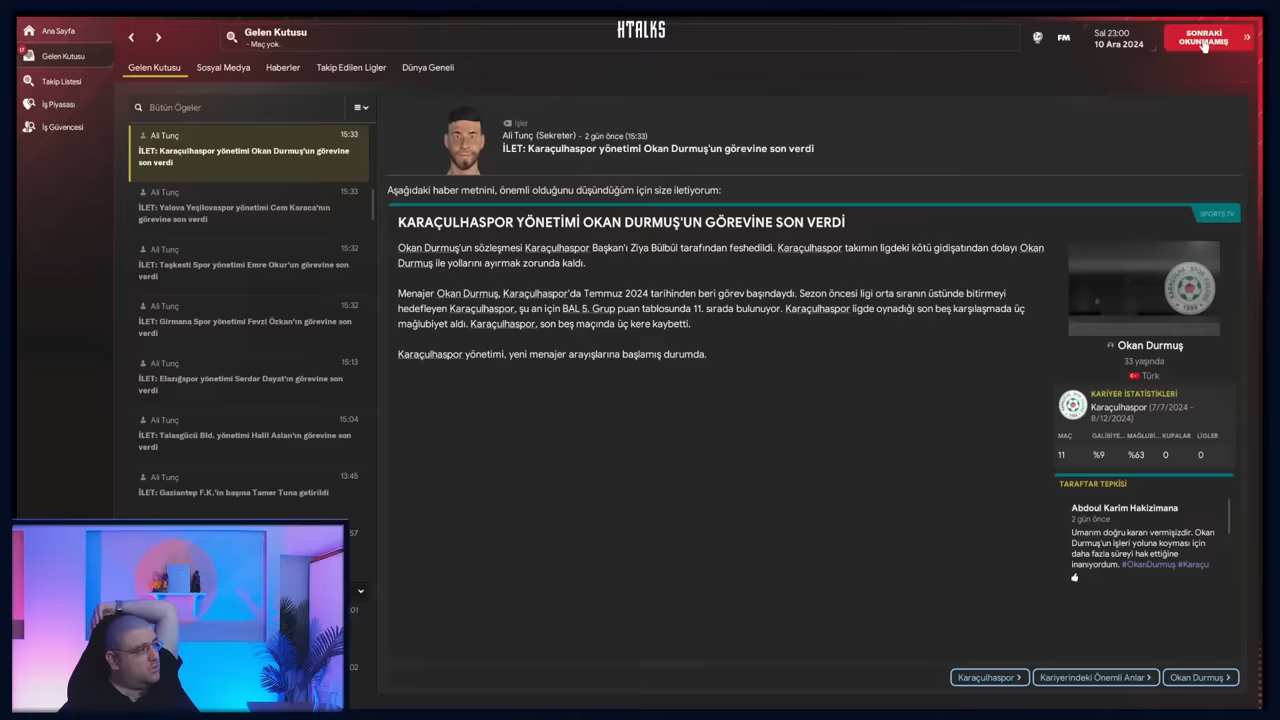 HTALKS
Ana Sayfa
17
Gelen Kutusu
Takip Listesi
İş Piyasası
İş Güvencesi
Gelen Kutusu
- Maç yok.
FM
Sal 23:00
10 Ara 2024
SONRAKİ
OKUNMAMIŞ
Gelen Kutusu
Sosyal Medya
Haberler
Takip Edilen Ligler
Dünya Geneli
Bütün Ögeler
Ali Tunç
15:33
İLET: Karaçulhaspor yönetimi Okan Durmuş'un görevine
son verdi
Ali Tunç
15:33
İLET: Yalova Yeşilovaspor yönetimi Cem Karaca'nın
görevine son verdi
Ali Tunç
15:32
İLET: Taşkesti Spor yönetimi Emre Okur'un görevine son
verdi
Ali Tunç
15:32
İLET: Girmana Spor yönetimi Fevzi Özkan'ın görevine son
verdi
Ali Tunç
15:13
İLET: Elazığspor yönetimi Serdar Dayat'ın görevine son
verdi
Ali Tunç
15:04
İLET: Talasgücü Bld. yönetimi Halil Aslan'ın görevine son
verdi
Ali Tunç
13:45
İLET: Gaziantep F.K.'in başına Tamer Tuna getirildi
57
:01
02
İşler
Ali Tunç (Sekreter) - 2 gün önce (15:33)
İLET: Karaçulhaspor yönetimi Okan Durmuş'un görevine son verdi
Aşağıdaki haber metnini, önemli olduğunu düşündüğüm için size iletiyorum:
SPORTS TV
KARAÇULHASPOR YÖNETİMİ OKAN DURMUŞ'UN GÖREVİNE SON VERDİ
Okan Durmuş'un sözleşmesi Karaçulhaspor Başkan'ı Ziya Bülbül tarafından feshedildi. Karaçulhaspor takımın ligdeki kötü gidişatından dolayı Okan
Durmuş ile yollarını ayırmak zorunda kaldı.
Menajer Okan Durmuş, Karaçulhaspor'da Temmuz 2024 tarihinden beri görev başındaydı. Sezon öncesi ligi orta sıranın üstünde bitirmeyi
hedefleyen Karaçulhaspor, şu an için BAL 5. Grup puan tablosunda 11. sırada bulunuyor. Karaçulhaspor ligde oynadığı son beş karşılaşmada üç
mağlubiyet aldı. Karaçulhaspor, son beş maçında üç kere kaybetti.
Karaçulhaspor yönetimi, yeni menajer arayışlarına başlamış durumda.
Okan Durmuş
33 yaşında
Türk
KARİYER İSTATİSTİKLERİ
Karaçulhaspor (7/7/2024 -
8/12/2024)
MAÇ GALİBİYE... MAĞLUBİ... KUPALAR LİGLER
11 %9 %63 0 0
TARAFTAR TEPKİSİ
Abdoul Karim Hakizimana
2 gün önce
Umarım doğru kararı vermişizdir. Okan
Durmuş'un işleri yoluna koyması için
daha fazla süreyi hak ettiğine
inanıyordum. #OkanDurmuş #Karaçu
Karaçulhaspor
Kariyerindeki Önemli Anlar
Okan Durmuş